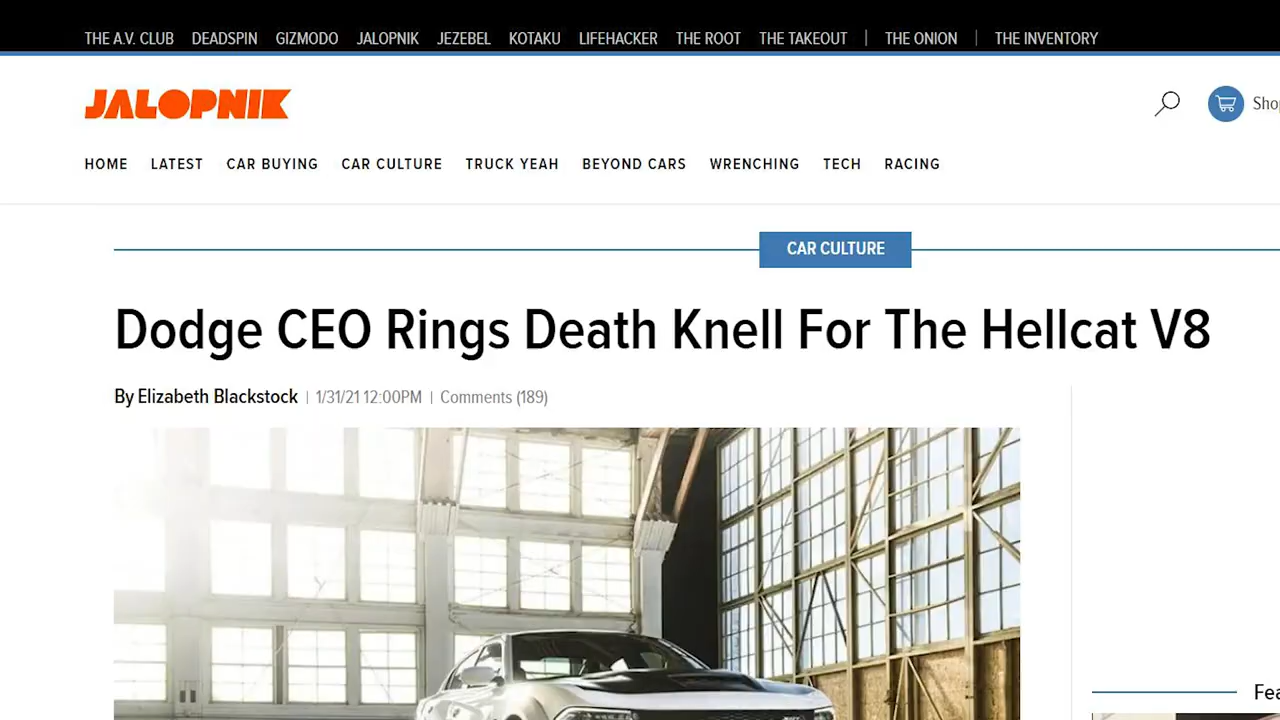 THE A.V. CLUB DEADSPIN GIZMODO JALOPNIK JEZEBEL KOTAKU LIFEHACKER THE ROOT THE TAKEOUT | THE ONION | THE INVENTORY
JALOPNIK
HOME LATEST CAR BUYING CAR CULTURE TRUCK YEAH BEYOND CARS WRENCHING TECH RACING
CAR CULTURE
Dodge CEO Rings Death Knell For The Hellcat V8
By Elizabeth Blackstock | 1/31/21 12:00PM | Comments (189)